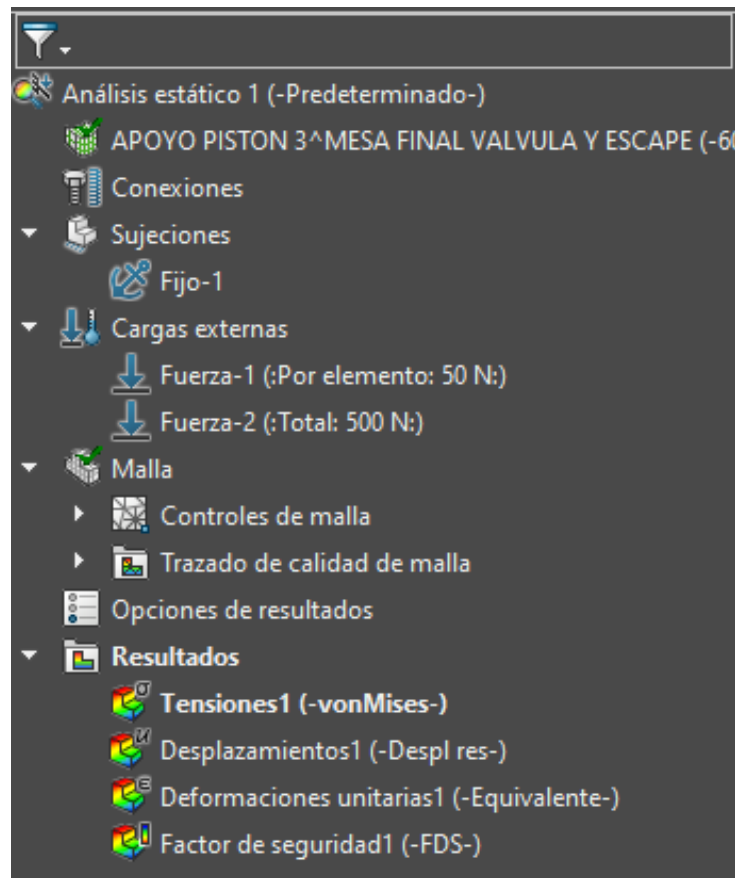 Análisis estático 1 (-Predeterminado-)
APOYO PISTON 3^MESA FINAL VALVULA Y ESCAPE (-60
Conexiones
Sujeciones
Fijo-1
Cargas externas
Fuerza-1 (:Por elemento: 50 N:)
Fuerza-2 (:Total: 500 N:)
Malla
Controles de malla
Trazado de calidad de malla
Opciones de resultados
Resultados
Tensiones1 (-vonMises-)
Desplazamientos1 (-Despl res-)
Deformaciones unitarias1 (-Equivalente-)
Factor de seguridad1 (-FDS-)